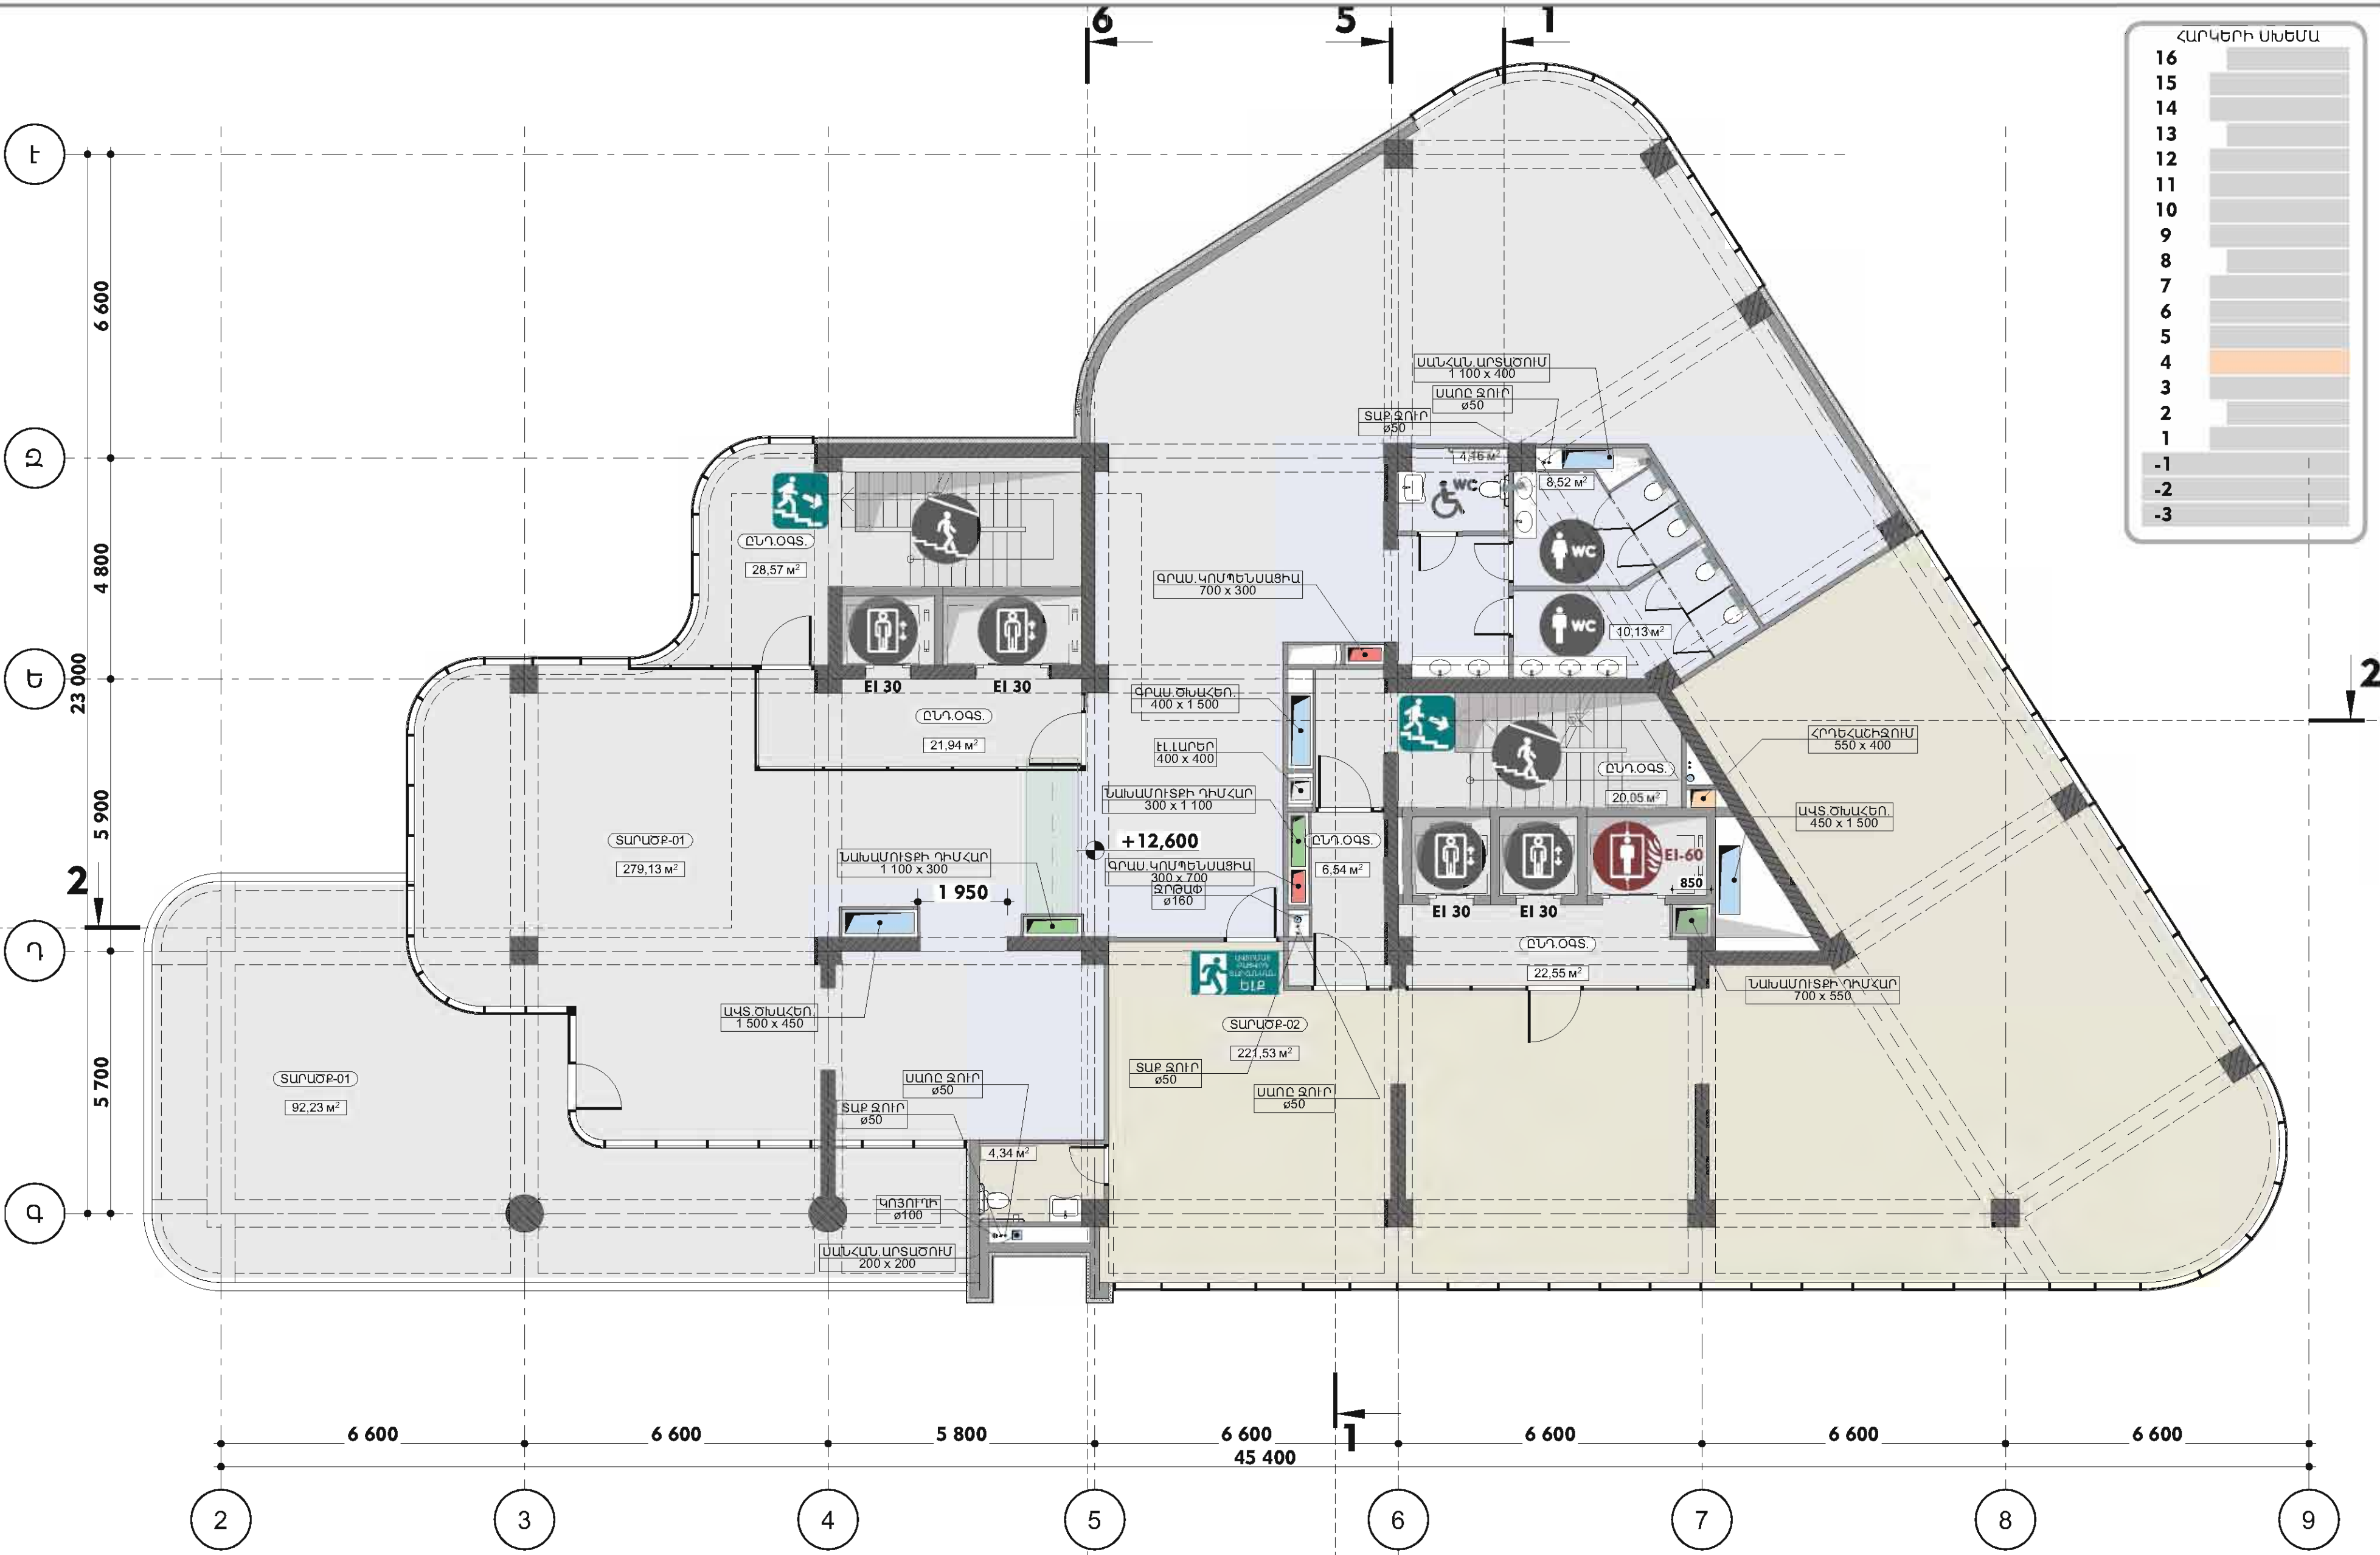 6
5
1
ՀԱՐԿԵՐԻ ՍԽԵՄԱ
16
15
14
13
12
11
10
9
8
7
6
5
4
3
2
1
-1
-2
-3
Է
Զ
Ե
Դ
Գ
6 600
4 800
5 900
5 700
23 000
ՍԱՆՀԱՆ.ԱՐՏԱԾՈՒՄ
1 100 x 400
ՍԱՌԸ ՋՈՒՐ
ø50
ՏԱՔ ՋՈՒՐ
ø50
4,16 м²
WC
8,52 м²
WC
WC
10,13 м²
ԸՆԴ.ՕԳՏ.
28,57 м²
ԳՐԱՍ.ԿՈՄՊԵՆՍԱՑԻԱ
700 x 300
EI 30
EI 30
ԸՆԴ.ՕԳՏ.
21,94 м²
ԳՐԱՍ.ԾԽԱՀԵՌ.
400 x 1 500
ԷԼ.ԼԱՐԵՐ
400 x 400
ՆԱԽԱՄՈՒՏՔԻ ԴԻՄՀԱՐ
300 x 1 100
+12,600
ԳՐԱՍ.ԿՈՄՊԵՆՍԱՑԻԱ
300 x 700
ՋՐԹԱՓ
ø160
ԸՆԴ.ՕԳՏ.
6,54 м²
ԸՆԴ.ՕԳՏ.
20,05 м²
ՀՐԴԵՀԱՇԻՋՈՒՄ
550 x 400
ԱՎՏ.ԾԽԱՀԵՌ.
450 x 1 500
EI-60
850
EI 30
EI 30
ԸՆԴ.ՕԳՏ.
22,55 м²
ՆԱԽԱՄՈՒՏՔԻ ԴԻՄՀԱՐ
700 x 550
ՏԱՐԱԾՔ-01
279,13 м²
ՆԱԽԱՄՈՒՏՔԻ ԴԻՄՀԱՐ
1 100 x 300
1 950
ԱՎՏ.ԾԽԱՀԵՌ.
1 500 x 450
ԵԼՔ
ՏԱՐԱԾՔ-02
221,53 м²
ՏԱՔ ՋՈՒՐ
ø50
ՍԱՌԸ ՋՈՒՐ
ø50
ՏԱՐԱԾՔ-01
92,23 м²
ՍԱՌԸ ՋՈՒՐ
ø50
ՏԱՔ ՋՈՒՐ
ø50
4,34 м²
ԿՈՅՈՒՂԻ
ø100
ՍԱՆՀԱՆ.ԱՐՏԱԾՈՒՄ
200 x 200
2
2
1
6 600
6 600
5 800
6 600
6 600
6 600
6 600
45 400
2
3
4
5
6
7
8
9